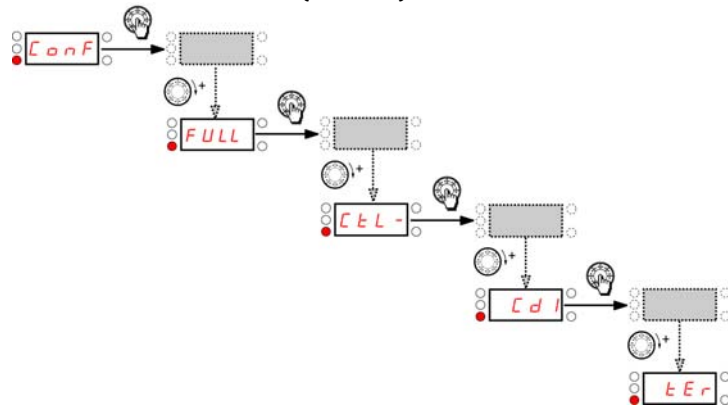 ConF
+
FULL
+
CtL-
+
Cd1
+
tEr